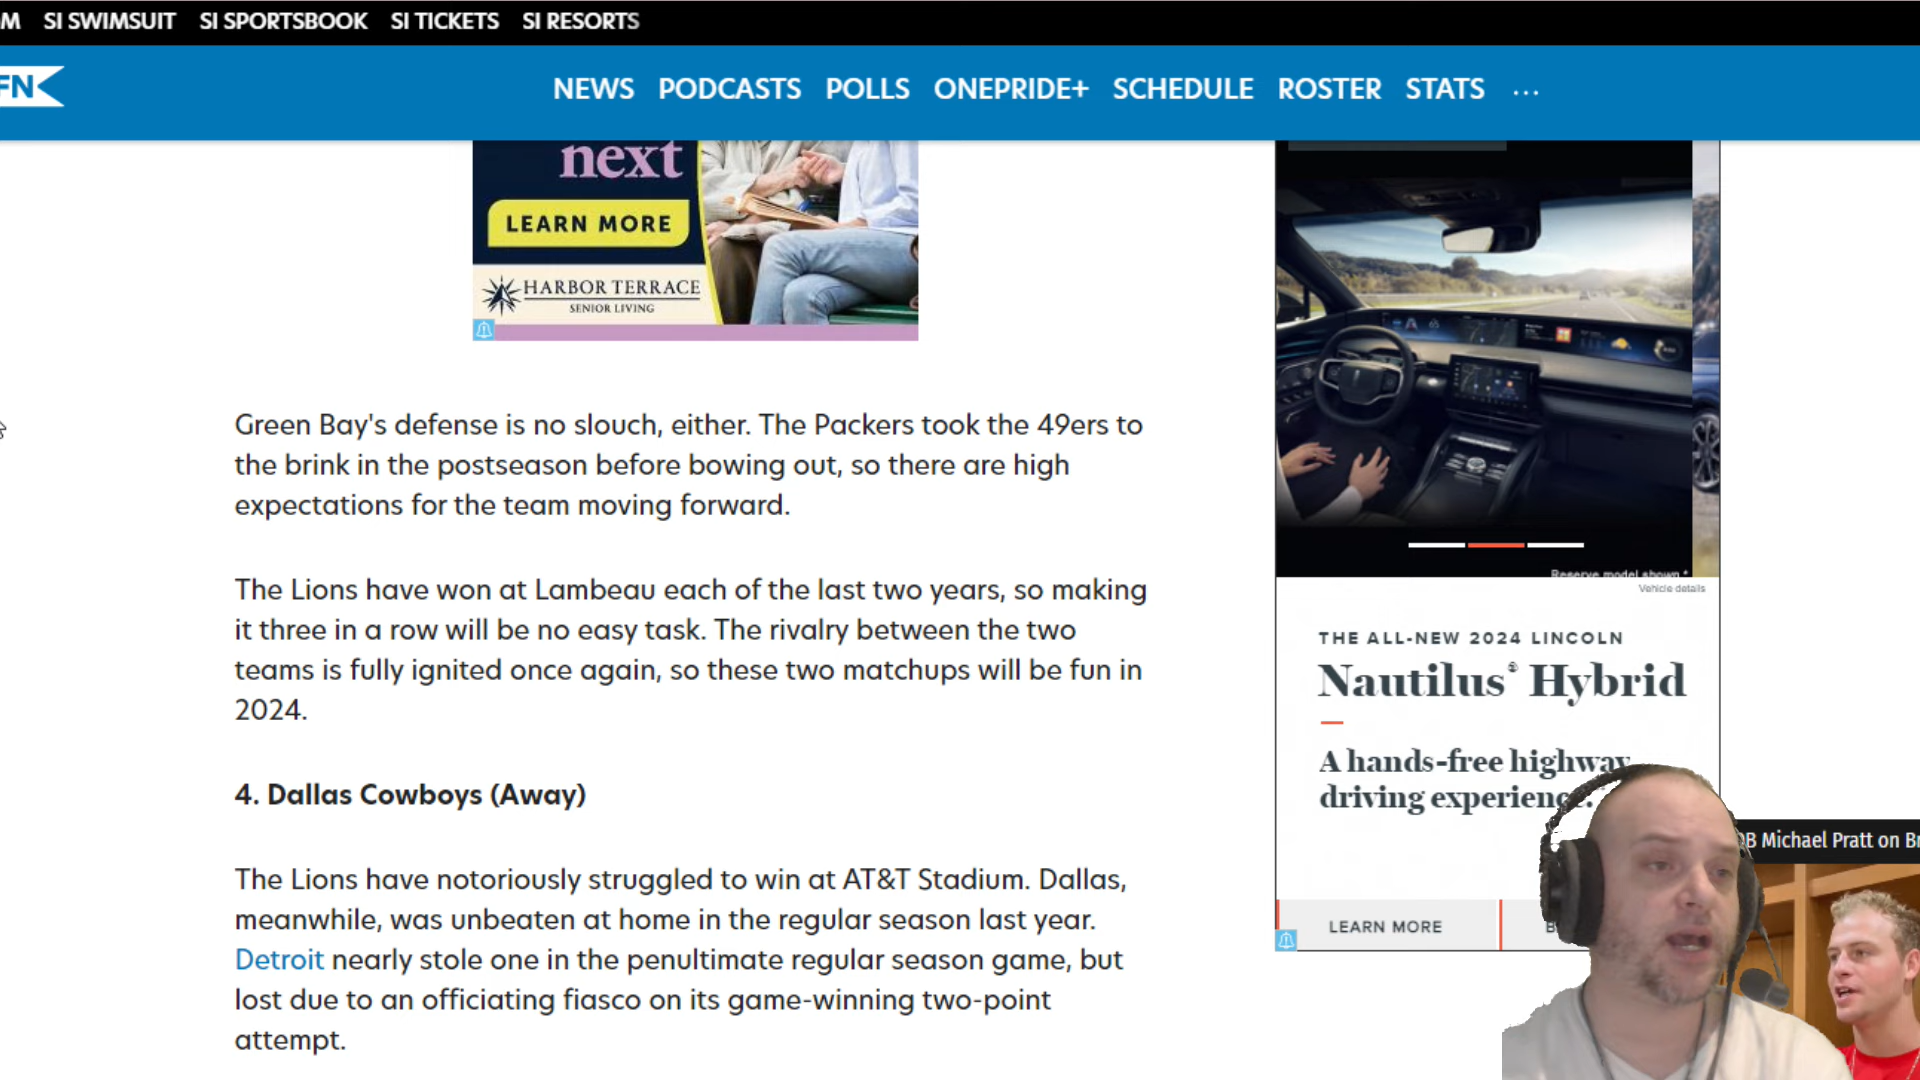 SI SWIMSUIT SI SPORTSBOOK SI TICKETS SI RESORTS
FN
NEWS PODCASTS POLLS ONEPRIDE+ SCHEDULE ROSTER STATS ...
next
LEARN MORE
HARBOR TERRACE
SENIOR LIVING
Green Bay's defense is no slouch, either. The Packers took the 49ers to
the brink in the postseason before bowing out, so there are high
expectations for the team moving forward.
The Lions have won at Lambeau each of the last two years, so making
it three in a row will be no easy task. The rivalry between the two
teams is fully ignited once again, so these two matchups will be fun in
2024.
4. Dallas Cowboys (Away)
The Lions have notoriously struggled to win at AT&T Stadium. Dallas,
meanwhile, was unbeaten at home in the regular season last year.
Detroit nearly stole one in the penultimate regular season game, but
lost due to an officiating fiasco on its game-winning two-point
attempt.
Reserve model shown *
Vehicle details
THE ALL-NEW 2024 LINCOLN
Nautilus® Hybrid
A hands-free highway
driving experience.
LEARN MORE
Michael Pratt on